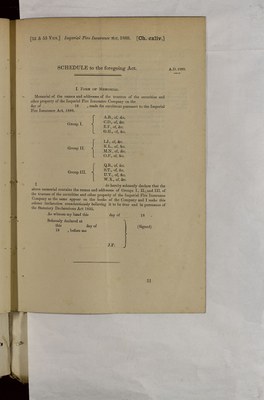 [52 & 53 VICT.] Imperial Fire Insurance Act, 1889. [Ch. cxciv.]
SCHEDULE to the foregoing Act.
A.D. 1889.
I FORM OF MEMORIAL.
Memorial of the names and addresses of the trustees of the securities and
other property of the Imperial Fire Insurance Company on the
day of 18 , made for enrolment pursuant to the Imperial
Fire Insurance Act, 1889.
Group I
A.B., of, &c.
C.D., of, &c.
E.F., of, &c.
G.H., of, &c.
Group II
I.J., of, &c.
K.L., of, &c.
M.N., of, &c.
O.P., of, &c.
Group III
Q.R., of, &c.
S.T., of, &c.
U.V., of, &c.
W.X., of, &c.
do hereby solemnly declare that the
above memorial contains the names and addresses of Groups I., II., and III. of
the trustees of the securities and other property of the Imperial Fire Insurance
Company as the same appear on the books of the Company and I make this
solemn declaration conscientiously believing it to be true and in pursuance of
the Statutory Declarations Act 1835.
As witness my hand this day of 18
Solemnly declared at
this day of
18 , before me
(Signed)
J.P.
11